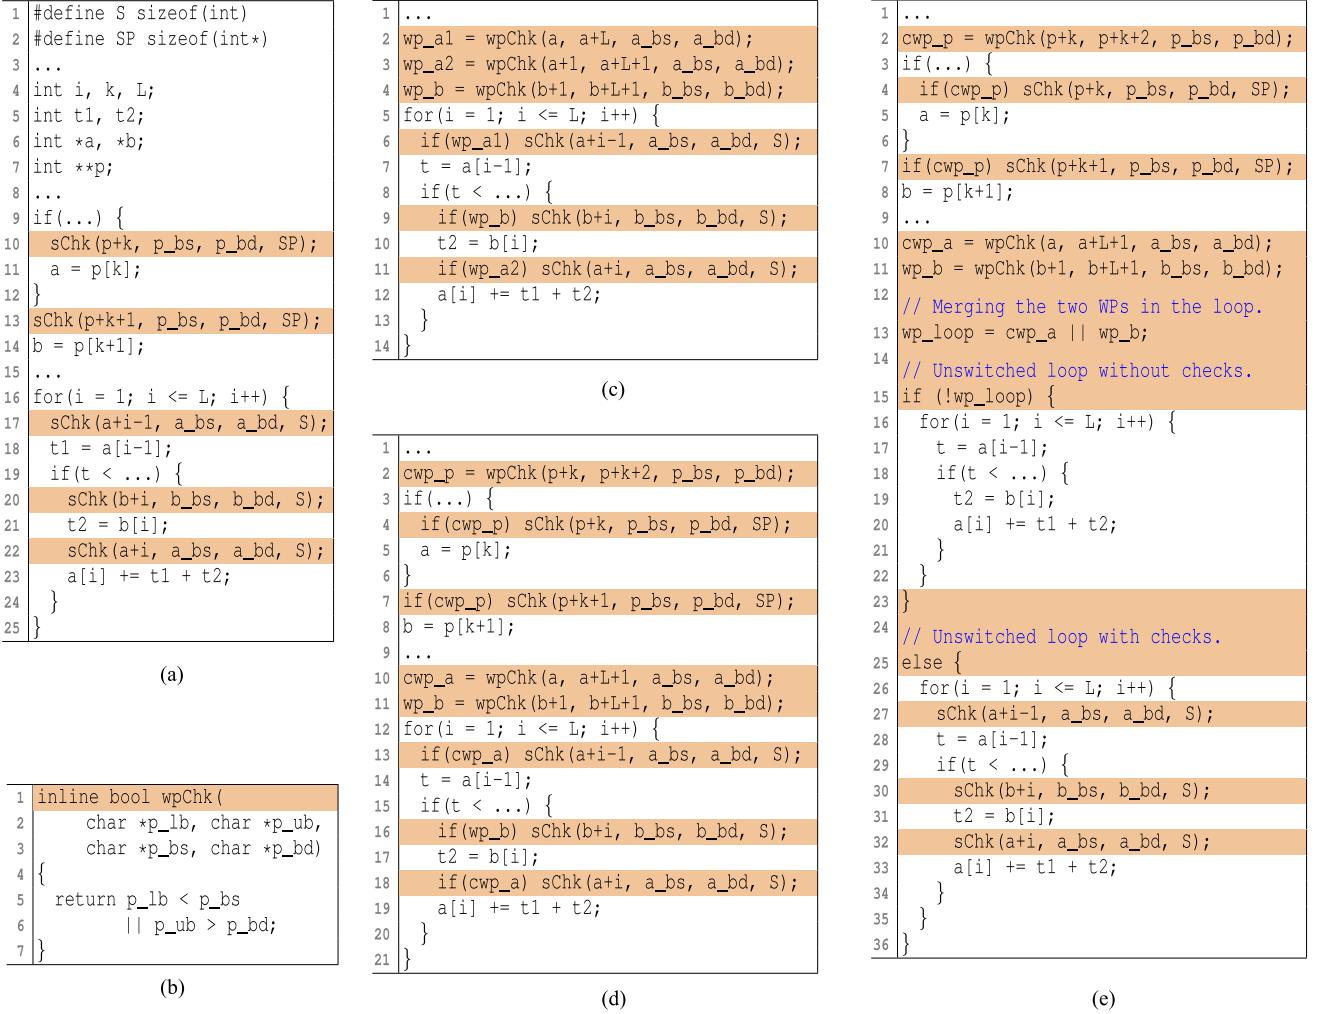 1 #define S sizeof(int)
2 #define SP sizeof(int*)
3 ...
4 int i, k, L;
5 int t1, t2;
6 int *a, *b;
7 int **p;
8 ...
9 if(...) {
10 sChk(p+k, p_bs, p_bd, SP);
11 a = p[k];
12 }
13 sChk(p+k+1, p_bs, p_bd, SP);
14 b = p[k+1];
15 ...
16 for(i = 1; i <= L; i++) {
17 sChk(a+i-1, a_bs, a_bd, S);
18 t1 = a[i-1];
19 if(t < ...) {
20 sChk(b+i, b_bs, b_bd, S);
21 t2 = b[i];
22 sChk(a+i, a_bs, a_bd, S);
23 a[i] += t1 + t2;
24 }
25 }
(a)
1 inline bool wpChk(
2 char *p_lb, char *p_ub,
3 char *p_bs, char *p_bd)
4 {
5 return p_lb < p_bs
6 || p_ub > p_bd;
7 }
(b)
1 ...
2 wp_a1 = wpChk(a, a+L, a_bs, a_bd);
3 wp_a2 = wpChk(a+1, a+L+1, a_bs, a_bd);
4 wp_b = wpChk(b+1, b+L+1, b_bs, b_bd);
5 for(i = 1; i <= L; i++) {
6 if(wp_a1) sChk(a+i-1, a_bs, a_bd, S);
7 t = a[i-1];
8 if(t < ...) {
9 if(wp_b) sChk(b+i, b_bs, b_bd, S);
10 t2 = b[i];
11 if(wp_a2) sChk(a+i, a_bs, a_bd, S);
12 a[i] += t1 + t2;
13 }
14 }
(c)
1 ...
2 cwp_p = wpChk(p+k, p+k+2, p_bs, p_bd);
3 if(...) {
4 if(cwp_p) sChk(p+k, p_bs, p_bd, SP);
5 a = p[k];
6 }
7 if(cwp_p) sChk(p+k+1, p_bs, p_bd, SP);
8 b = p[k+1];
9 ...
10 cwp_a = wpChk(a, a+L+1, a_bs, a_bd);
11 wp_b = wpChk(b+1, b+L+1, b_bs, b_bd);
12 for(i = 1; i <= L; i++) {
13 if(cwp_a) sChk(a+i-1, a_bs, a_bd, S);
14 t = a[i-1];
15 if(t < ...) {
16 if(wp_b) sChk(b+i, b_bs, b_bd, S);
17 t2 = b[i];
18 if(cwp_a) sChk(a+i, a_bs, a_bd, S);
19 a[i] += t1 + t2;
20 }
21 }
(d)
1 ...
2 cwp_p = wpChk(p+k, p+k+2, p_bs, p_bd);
3 if(...) {
4 if(cwp_p) sChk(p+k, p_bs, p_bd, SP);
5 a = p[k];
6 }
7 if(cwp_p) sChk(p+k+1, p_bs, p_bd, SP);
8 b = p[k+1];
9 ...
10 cwp_a = wpChk(a, a+L+1, a_bs, a_bd);
11 wp_b = wpChk(b+1, b+L+1, b_bs, b_bd);
12
// Merging the two WPs in the loop.
13 wp_loop = cwp_a || wp_b;
14
// Unswitched loop without checks.
15 if (!wp_loop) {
16 for(i = 1; i <= L; i++) {
17 t = a[i-1];
18 if(t < ...) {
19 t2 = b[i];
20 a[i] += t1 + t2;
21 }
22 }
23 }
24
// Unswitched loop with checks.
25 else {
26 for(i = 1; i <= L; i++) {
27 sChk(a+i-1, a_bs, a_bd, S);
28 t = a[i-1];
29 if(t < ...) {
30 sChk(b+i, b_bs, b_bd, S);
31 t2 = b[i];
32 sChk(a+i, a_bs, a_bd, S);
33 a[i] += t1 + t2;
34 }
35 }
36 }
(e)